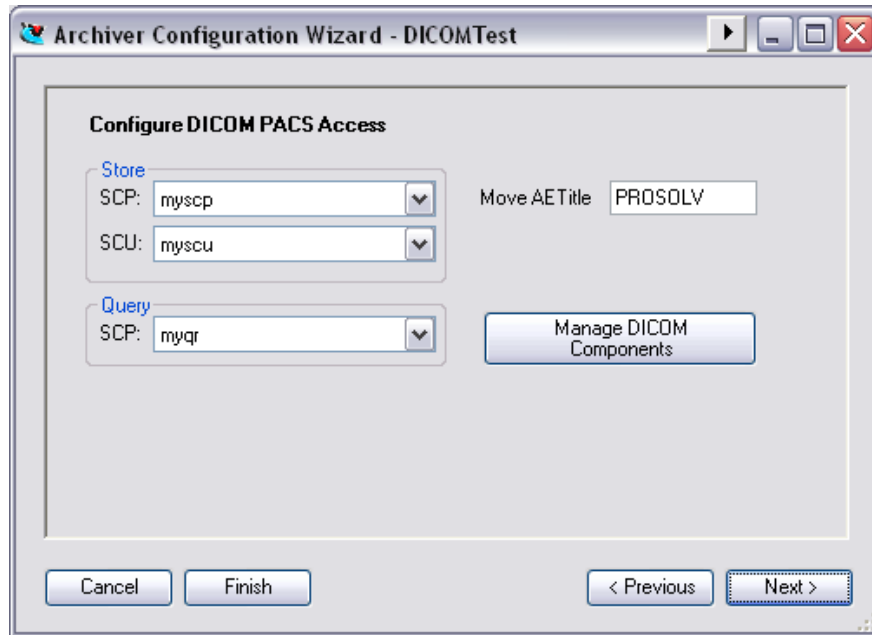 Archiver Configuration Wizard - DICOMTest
Configure DICOM PACS Access
Store
SCP: myscp
Move AETitle PROSOLV
SCU: myscu
Query
SCP: myqr
Manage DICOM
Components
Cancel Finish < Previous Next >